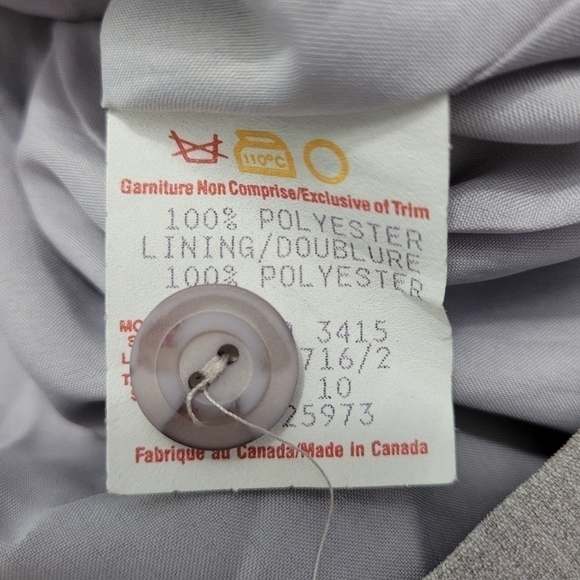 110°C
Garniture Non Comprise/Exclusive of Trim
100% POLYESTER
LINING/DOUBLURE
100% POLYESTER
3415
716/2
10
25973
Fabriqué au Canada/Made in Canada